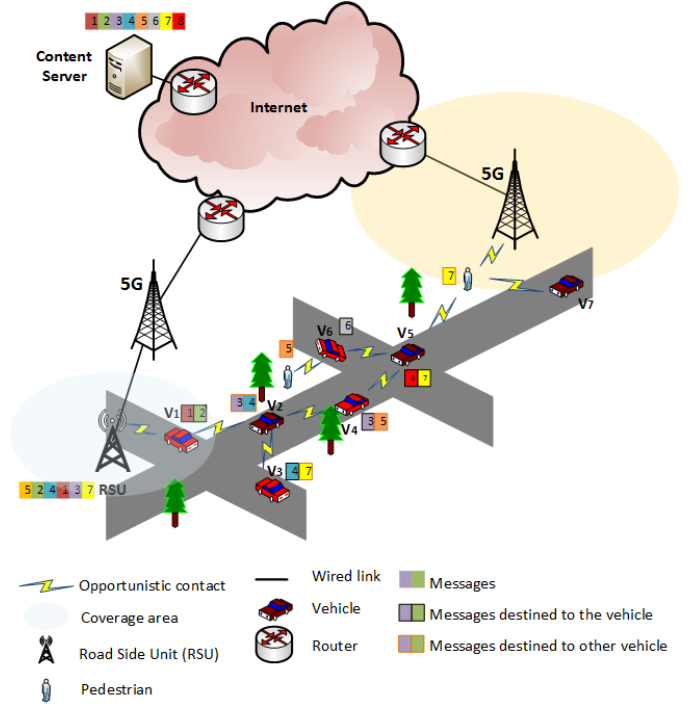 1 2 3 4 5 6 7 8
Content
Server
Internet
5G
5G
7
V7
V6 6
V5
5
8 7
V1 1 2
3 4
V2
V4
3 5
V3 4 7
5 2 4 1 3 7 RSU
Opportunistic contact
Wired link
Messages
Coverage area
Vehicle
Messages destined to the vehicle
Road Side Unit (RSU)
Router
Messages destined to other vehicle
Pedestrian